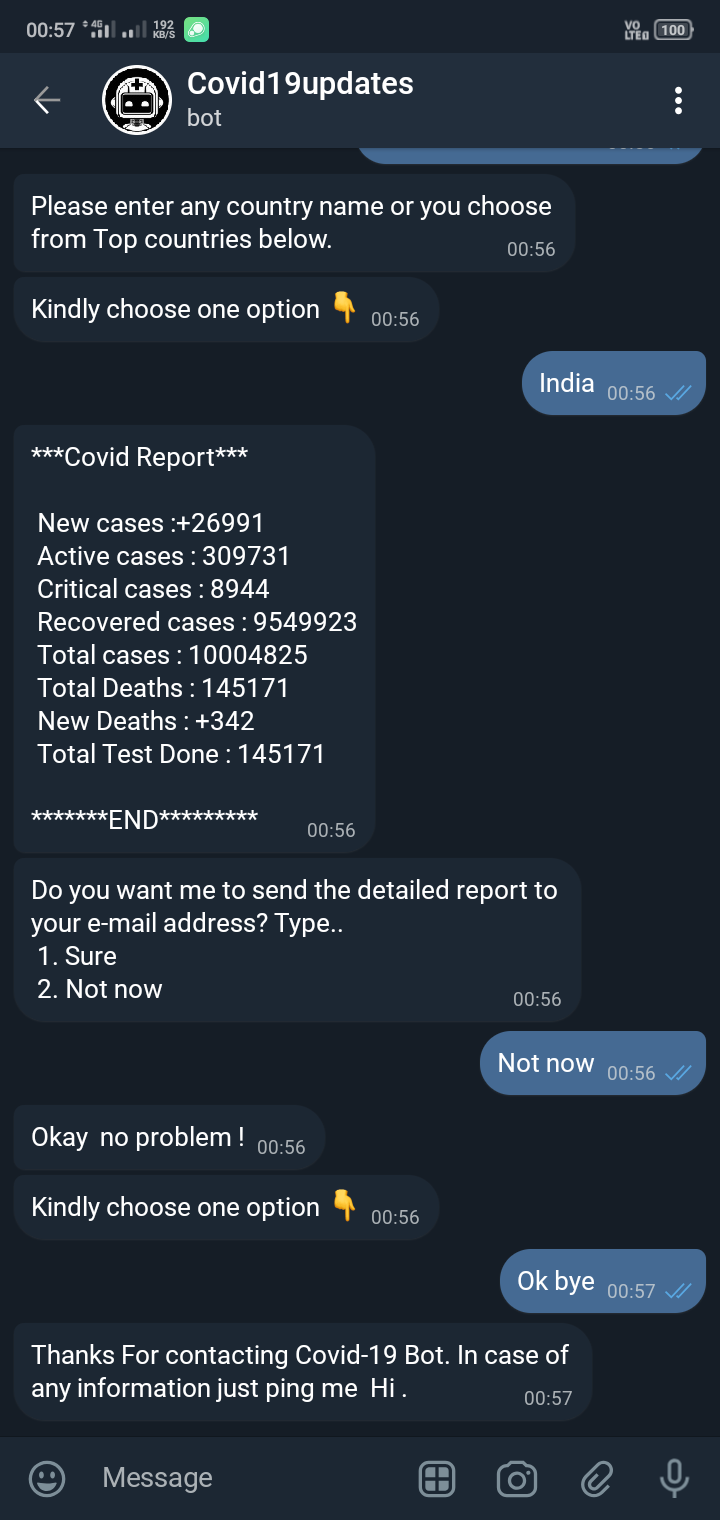 00:57 4G 192 KB/S VO LTE 100
Covid19updates
bot
Please enter any country name or you choose
from Top countries below. 00:56
Kindly choose one option 👇 00:56
India 00:56
***Covid Report***
New cases :+26991
Active cases : 309731
Critical cases : 8944
Recovered cases : 9549923
Total cases : 10004825
Total Deaths : 145171
New Deaths : +342
Total Test Done : 145171
*******END********* 00:56
Do you want me to send the detailed report to
your e-mail address? Type..
1. Sure
2. Not now 00:56
Not now 00:56
Okay  no problem ! 00:56
Kindly choose one option 👇 00:56
Ok bye 00:57
Thanks For contacting Covid-19 Bot. In case of
any information just ping me  Hi . 00:57
Message